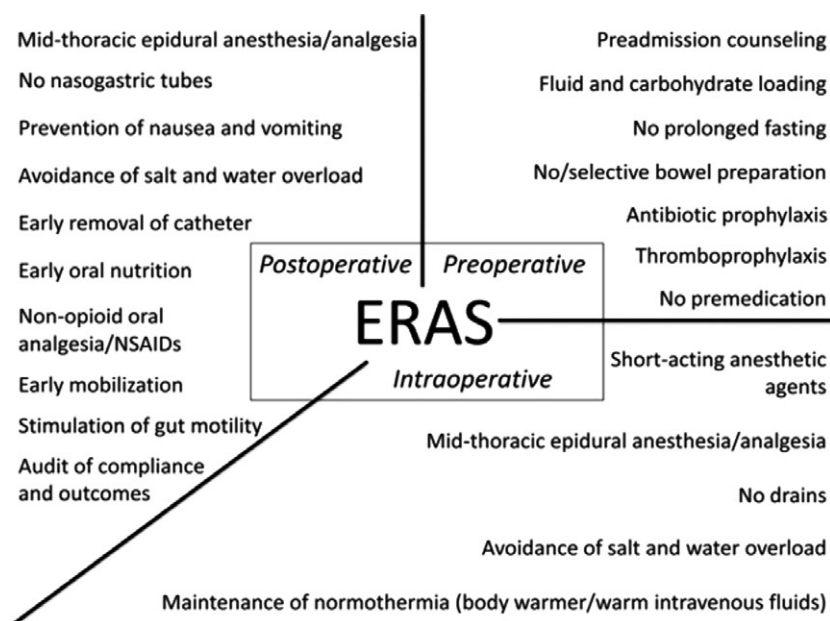 Mid-thoracic epidural anesthesia/analgesia
No nasogastric tubes
Prevention of nausea and vomiting
Avoidance of salt and water overload
Early removal of catheter
Early oral nutrition
Non-opioid oral
analgesia/NSAIDs
Early mobilization
Stimulation of gut motility
Audit of compliance
and outcomes
Preadmission counseling
Fluid and carbohydrate loading
No prolonged fasting
No/selective bowel preparation
Antibiotic prophylaxis
Thromboprophylaxis
No premedication
Postoperative
Preoperative
ERAS
Intraoperative
Short-acting anesthetic
agents
Mid-thoracic epidural anesthesia/analgesia
No drains
Avoidance of salt and water overload
Maintenance of normothermia (body warmer/warm intravenous fluids)